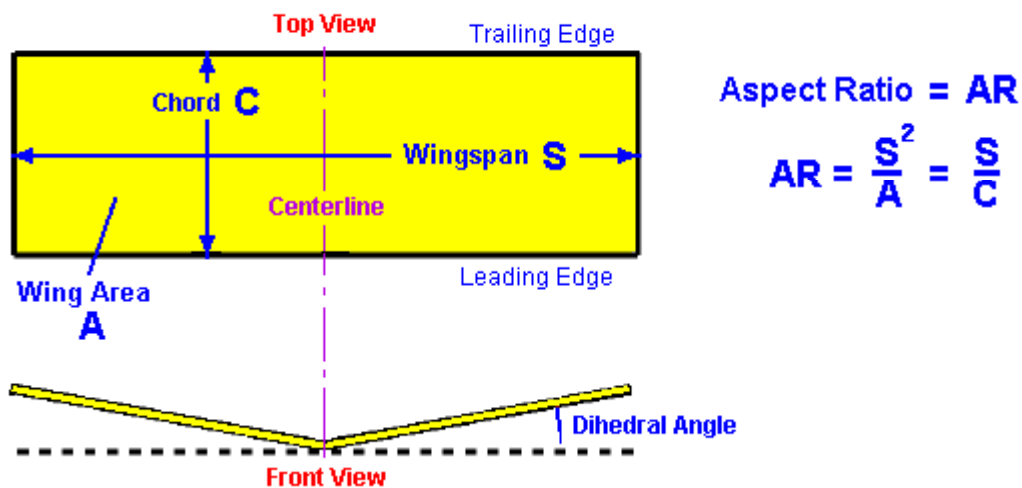 Top View
Trailing Edge
Chord C
Aspect Ratio = AR
Wingspan S
AR = S²/A = S/C
Centerline
Leading Edge
Wing Area
A
Dihedral Angle
Front View